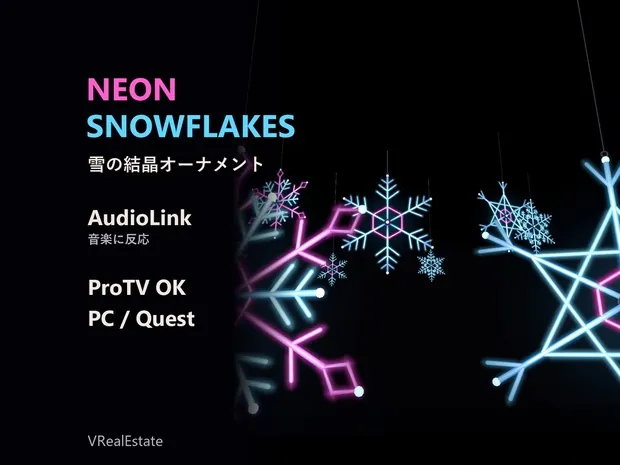 NEON
SNOWFLAKES
雪の結晶オーナメント
AudioLink
音楽に反応
ProTV OK
PC / Quest
VRealEstate